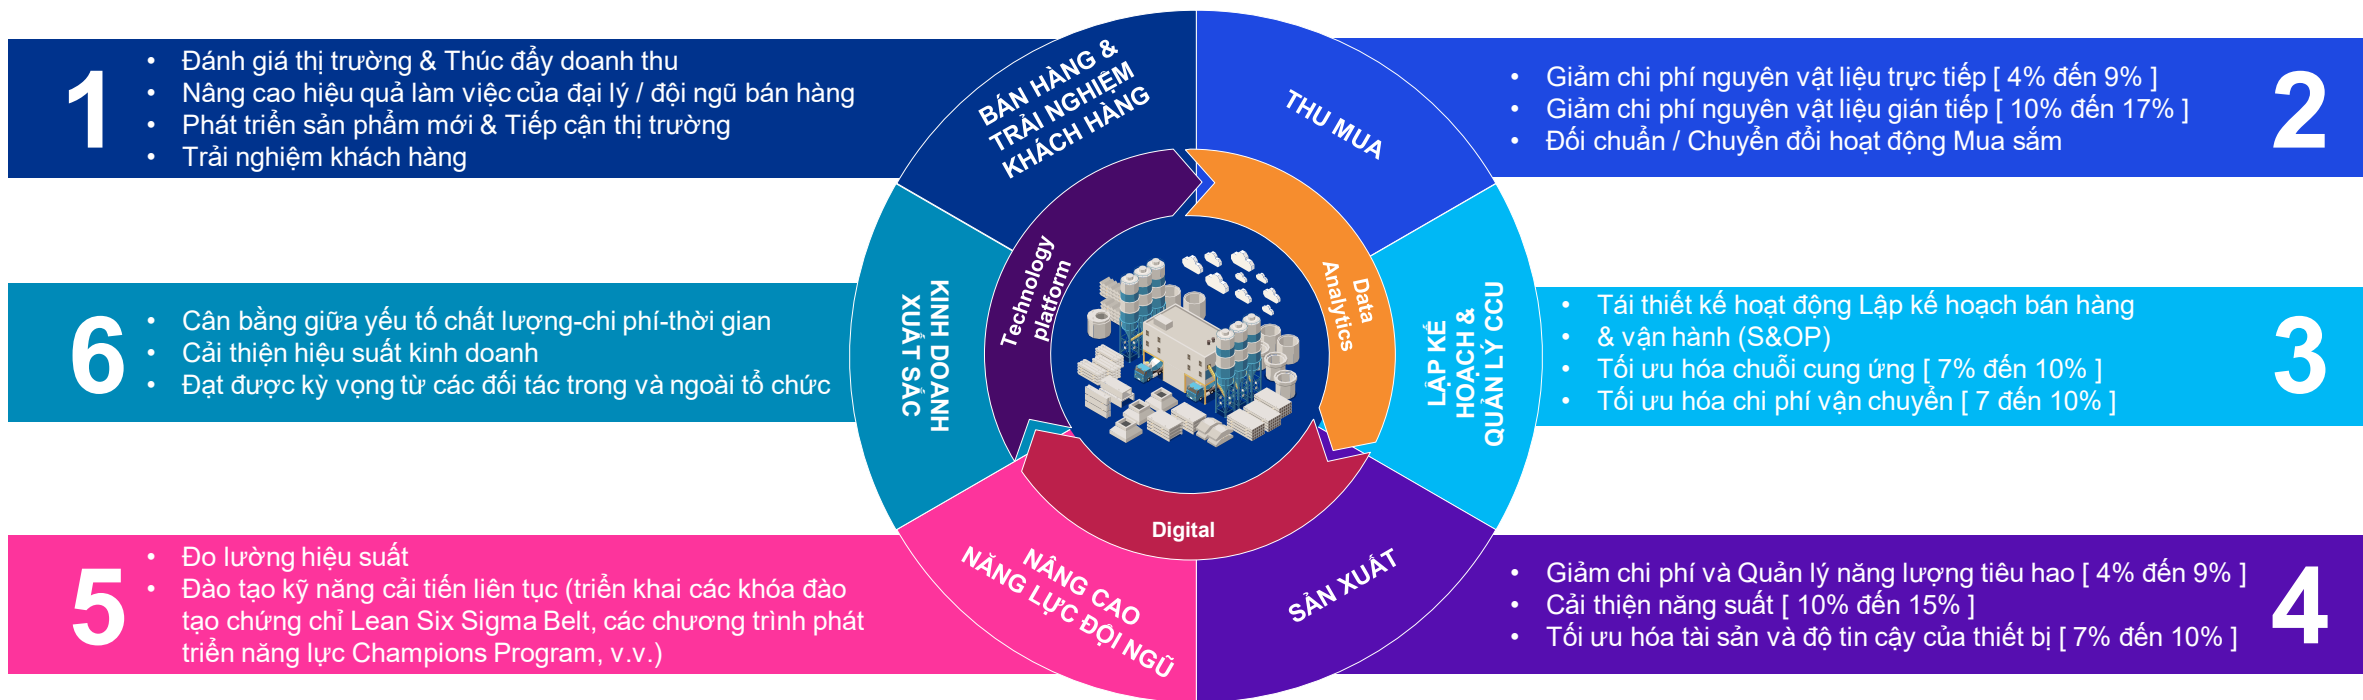 1
• Đánh giá thị trường & Thúc đẩy doanh thu
• Nâng cao hiệu quả làm việc của đại lý / đội ngũ bán hàng
• Phát triển sản phẩm mới & Tiếp cận thị trường
• Trải nghiệm khách hàng
BÁN HÀNG &
TRẢI NGHIỆM
KHÁCH HÀNG
THU MUA
• Giảm chi phí nguyên vật liệu trực tiếp [ 4% đến 9% ]
• Giảm chi phí nguyên vật liệu gián tiếp [ 10% đến 17% ]
• Đối chuẩn / Chuyển đổi hoạt động Mua sắm
2
6
• Cân bằng giữa yếu tố chất lượng-chi phí-thời gian
• Cải thiện hiệu suất kinh doanh
• Đạt được kỳ vọng từ các đối tác trong và ngoài tổ chức
KINH DOANH
XUẤT SẮC
Technology
platform
Data
Analytics
LẬP KẾ
HOẠCH &
QUẢN LÝ CCU
• Tái thiết kế hoạt động Lập kế hoạch bán hàng
• & vận hành (S&OP)
• Tối ưu hóa chuỗi cung ứng [ 7% đến 10% ]
• Tối ưu hóa chi phí vận chuyển [ 7 đến 10% ]
3
5
• Đo lường hiệu suất
• Đào tạo kỹ năng cải tiến liên tục (triển khai các khóa đào
tạo chứng chỉ Lean Six Sigma Belt, các chương trình phát
triển năng lực Champions Program, v.v.)
NÂNG CAO
NĂNG LỰC ĐỘI NGŨ
Digital
SẢN XUẤT
• Giảm chi phí và Quản lý năng lượng tiêu hao [ 4% đến 9% ]
• Cải thiện năng suất [ 10% đến 15% ]
• Tối ưu hóa tài sản và độ tin cậy của thiết bị [ 7% đến 10% ]
4